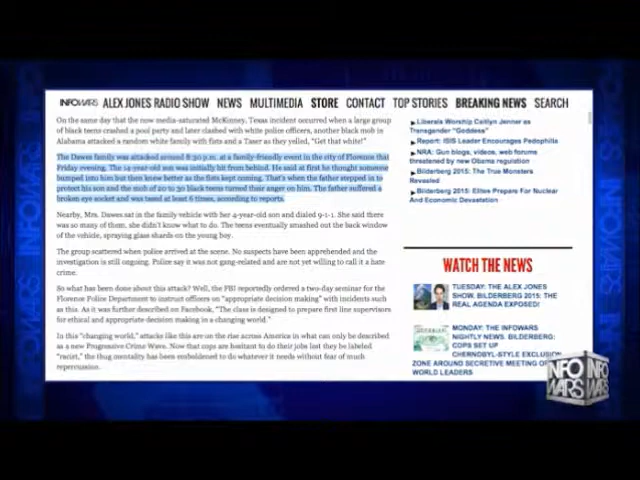 INFOWARS ALEX JONES RADIO SHOW NEWS MULTIMEDIA STORE CONTACT TOP STORIES BREAKING NEWS SEARCH
On the same day that the now media-saturated McKinney, Texas incident occurred when a large group
of black teens crashed a pool party and later clashed with white police officers, another black mob in
Alabama attacked a random white family with fists and a Taser as they yelled, "Get that white!"
The Dawes family was attacked around 8:30 p.m. at a family-friendly event in the city of Florence that
Friday evening. The 14-year-old son was initially hit from behind. He said at first he thought someone
bumped into him but then knew better as the fists kept coming. That's when the father stepped in to
protect his son and the mob of 20 to 30 black teens turned their anger on him. The father suffered a
broken eye socket and was tased at least 6 times, according to reports.
Nearby, Mrs. Dawes sat in the family vehicle with her 4-year-old son and dialed 9-1-1. She said there
was so many of them, she didn't know what to do. The teens eventually smashed out the back window
of the vehicle, spraying glass shards on the young boy.
The group scattered when police arrived at the scene. No suspects have been apprehended and the
investigation is still ongoing. Police say it was not gang-related and are not yet willing to call it a hate
crime.
So what has been done about this attack? Well, the FBI reportedly ordered a two-day seminar for the
Florence Police Department to instruct officers on "appropriate decision making" with incidents such
as this. As it was further described on Facebook, "The class is designed to prepare first line supervisors
for ethical and appropriate decision making in a changing world."
In this "changing world," attacks like this are on the rise across America in what can only be described
as a new Progressive Crime Wave. Now that cops are hesitant to do their jobs lest they be labeled
"racist," the thug mentality has been emboldened to do whatever it needs without fear of much
repercussion.
Liberals Worship Caitlyn Jenner as
Transgender "Goddess"
Report: ISIS Leader Encourages Pedophilia
NRA: Gun blogs, videos, web forums
threatened by new Obama regulation
Bilderberg 2015: The True Monsters
Revealed
Bilderberg 2015: Elites Prepare For Nuclear
And Economic Devastation
WATCH THE NEWS
TUESDAY: THE ALEX JONES
SHOW. BILDERBERG 2015: THE
REAL AGENDA EXPOSED!
MONDAY: THE INFOWARS
NIGHTLY NEWS. BILDERBERG:
COPS SET UP
CHERNOBYL-STYLE EXCLUSION
ZONE AROUND SECRETIVE MEETING OF
WORLD LEADERS
INFO WARS INFO WARS
INFOWARS